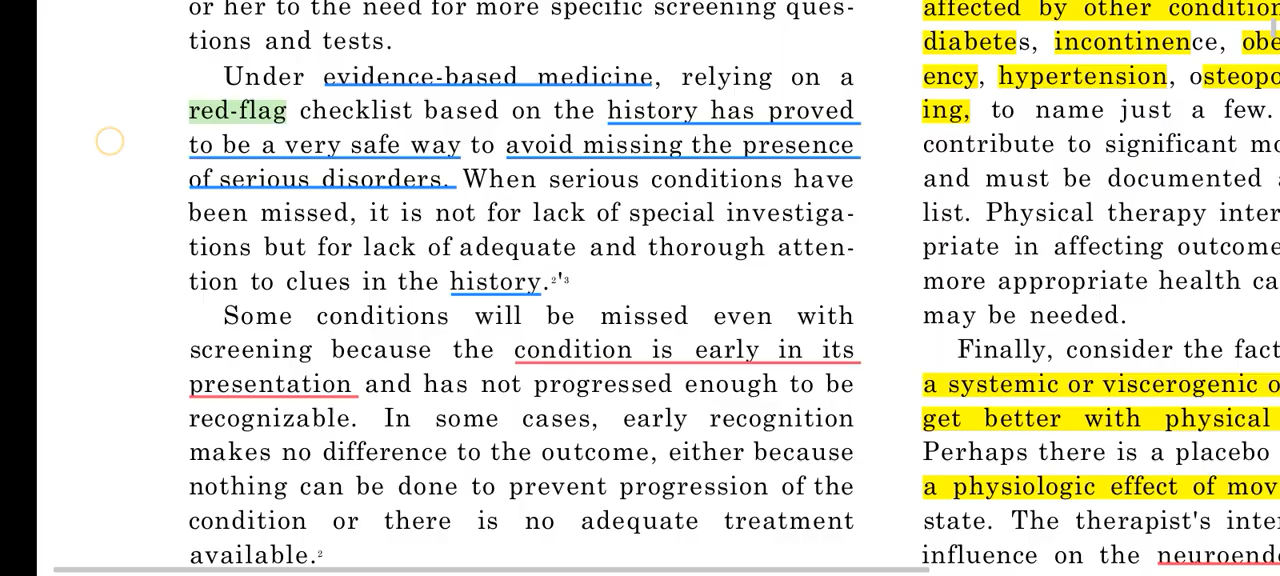 or her to the need for more specific screening ques-
tions and tests.
Under evidence-based medicine, relying on a
red-flag checklist based on the history has proved
to be a very safe way to avoid missing the presence
of serious disorders. When serious conditions have
been missed, it is not for lack of special investiga-
tions but for lack of adequate and thorough atten-
tion to clues in the history.2'3
Some conditions will be missed even with
screening because the condition is early in its
presentation and has not progressed enough to be
recognizable. In some cases, early recognition
makes no difference to the outcome, either because
nothing can be done to prevent progression of the
condition or there is no adequate treatment
available.2
affected by other condition
diabetes, incontinence, obe
ency, hypertension, osteopo
ing, to name just a few.
contribute to significant mo
and must be documented
list. Physical therapy inter
priate in affecting outcome
more appropriate health ca
may be needed.
Finally, consider the fact
a systemic or viscerogenic o
get better with physical
Perhaps there is a placebo
a physiologic effect of mov
state. The therapist's inte
influence on the neuroend